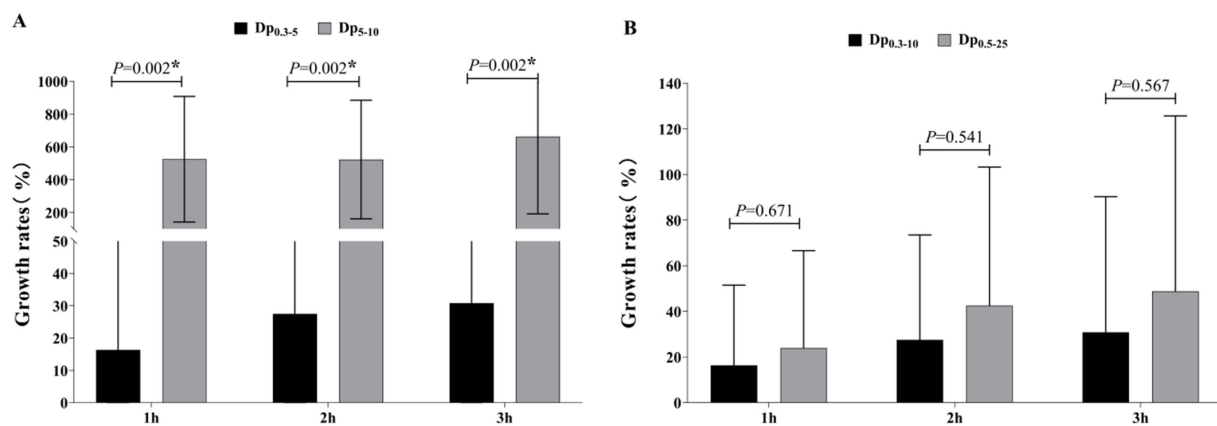 A
Dp0.3-5 Dp5-10
P=0.002* P=0.002* P=0.002*
Growth rates( %)
1000
800
600
400
200
50
40
30
20
10
0
1h 2h 3h
B
Dp0.3-10 Dp0.5-25
P=0.671 P=0.541 P=0.567
Growth rates( %)
140
120
100
80
60
40
20
0
1h 2h 3h